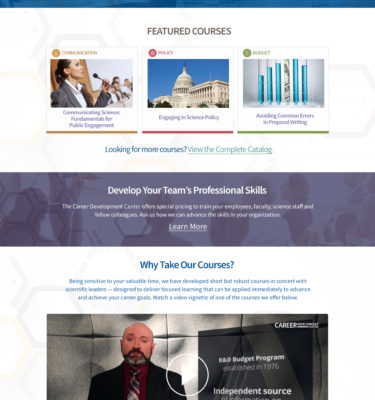 FEATURED COURSES
COMMUNICATION
POLICY
BUDGET
Communicating Science:
Fundamentals for
Public Engagement
Engaging in Science Policy
Avoiding Common Errors
in Proposal Writing
Looking for more courses? View the Complete Catalog
Develop Your Team's Professional Skills
The Career Development Center offers special pricing to train your employees, faculty, science staff and
fellow colleagues. Ask us how we can advance the skills in your organization.
Learn More
Why Take Our Courses?
Being sensitive to your valuable time, we have developed short but robust courses in concert with
scientific leaders — designed to deliver focused learning that can be applied immediately to advance
and achieve your career goals. Watch a video vignette of one of the courses we offer below.
CAREER
R&D Budget Program
established in 1976
Independent source
of information on